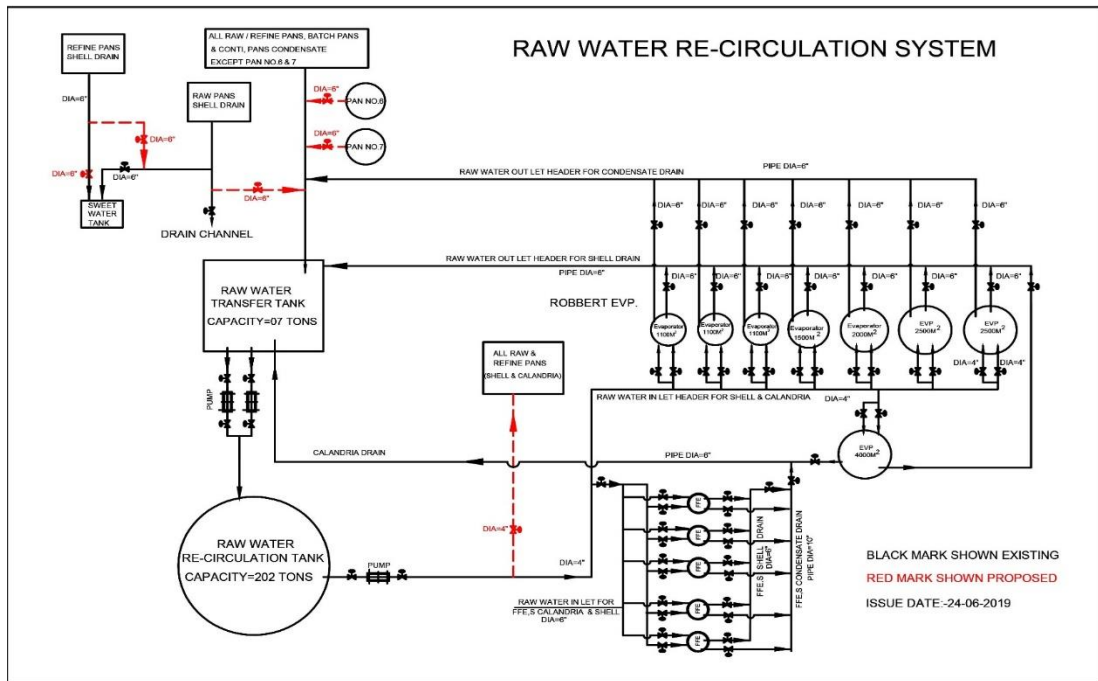 RAW WATER RE-CIRCULATION SYSTEM
REFINE PANS
SHELL DRAIN
ALL RAW / REFINE PANS, BATCH PANS
& CONTI, PANS CONDENSATE
EXCEPT PAN NO.6 & 7
RAW PANS
SHELL DRAIN
DIA=6"
DIA=6"
PAN NO.6
DIA=6"
PAN NO.7
DIA=6"
DIA=6"
DIA=6"
DIA=6"
SWEET
WATER
TANK
DRAIN CHANNEL
PIPE DIA=6"
RAW WATER OUT LET HEADER FOR CONDENSATE DRAIN
DIA=6"
DIA=6"
DIA=6"
DIA=6"
DIA=6"
DIA=6"
DIA=6"
RAW WATER OUT LET HEADER FOR SHELL DRAIN
PIPE DIA=6"
DIA=6"
DIA=6"
DIA=6"
DIA=6"
DIA=6"
DIA=6"
DIA=6"
RAW WATER
TRANSFER TANK
CAPACITY=07 TONS
ROBBERT EVP.
Evaporator
1100M²
Evaporator
1100M²
Evaporator
1100M²
Evaporator
1500M²
Evaporator
2000M²
EVP
2500M²
EVP
2500M²
ALL RAW &
REFINE PANS
(SHELL & CALANDRIA)
DIA=4"
DIA=4"
PUMP
RAW WATER IN LET HEADER FOR SHELL & CALANDRIA
DIA=4"
EVP
4000M²
CALANDRIA DRAIN
PIPE DIA=6"
FFE
FFE
FFE
FFE
FFE
FFE,S SHELL DRAIN
DIA=6"
FFE,S CONDENSATE DRAIN
PIPE DIA=10"
DIA=4"
RAW WATER
RE-CIRCULATION TANK
CAPACITY=202 TONS
PUMP
DIA=4"
RAW WATER IN LET FOR
FFE,S CALANDRIA & SHELL
DIA=6"
BLACK MARK SHOWN EXISTING
RED MARK SHOWN PROPOSED
ISSUE DATE:-24-06-2019